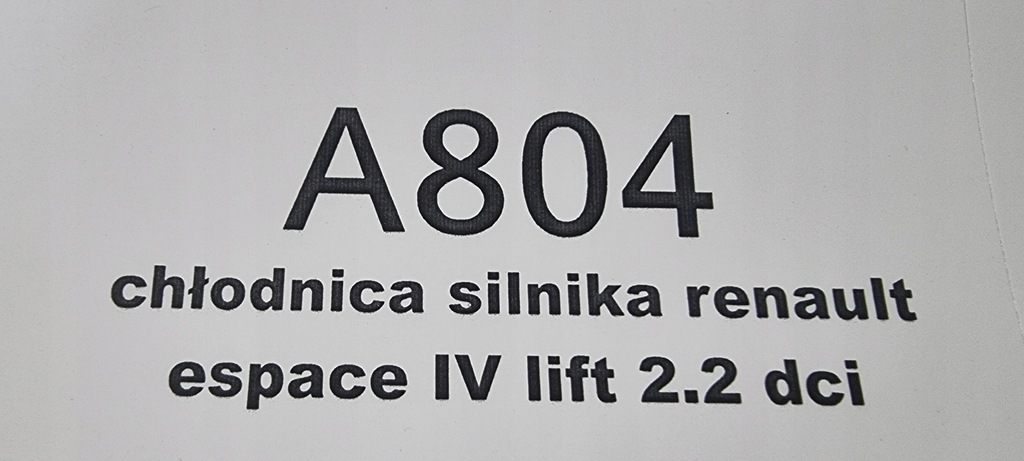 A804
chłodnica silnika renault
espace IV lift 2.2 dci